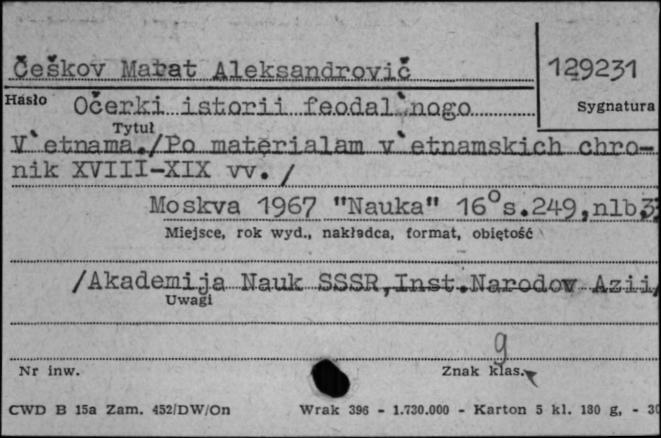 Češkov Marat Aleksandrovič
129231
Hasło
Očerki istorii feodal`nogo
Sygnatura
Tytuł
V`etnama./Po materialam v`etnamskich chro-
nik XVIII-XIX vv./
Moskva 1967 "Nauka" 16° s.249,nlb.3
Miejsce, rok wyd., nakładca, format, objętość
/Akademija Nauk SSSR,Inst.Narodov Azii/
Uwagi
g
Nr inw.
Znak klas.
CWD B 15a Zam. 452/DW/On
Wrak 396 - 1.730.000 - Karton 5 kl. 180 g, - 30